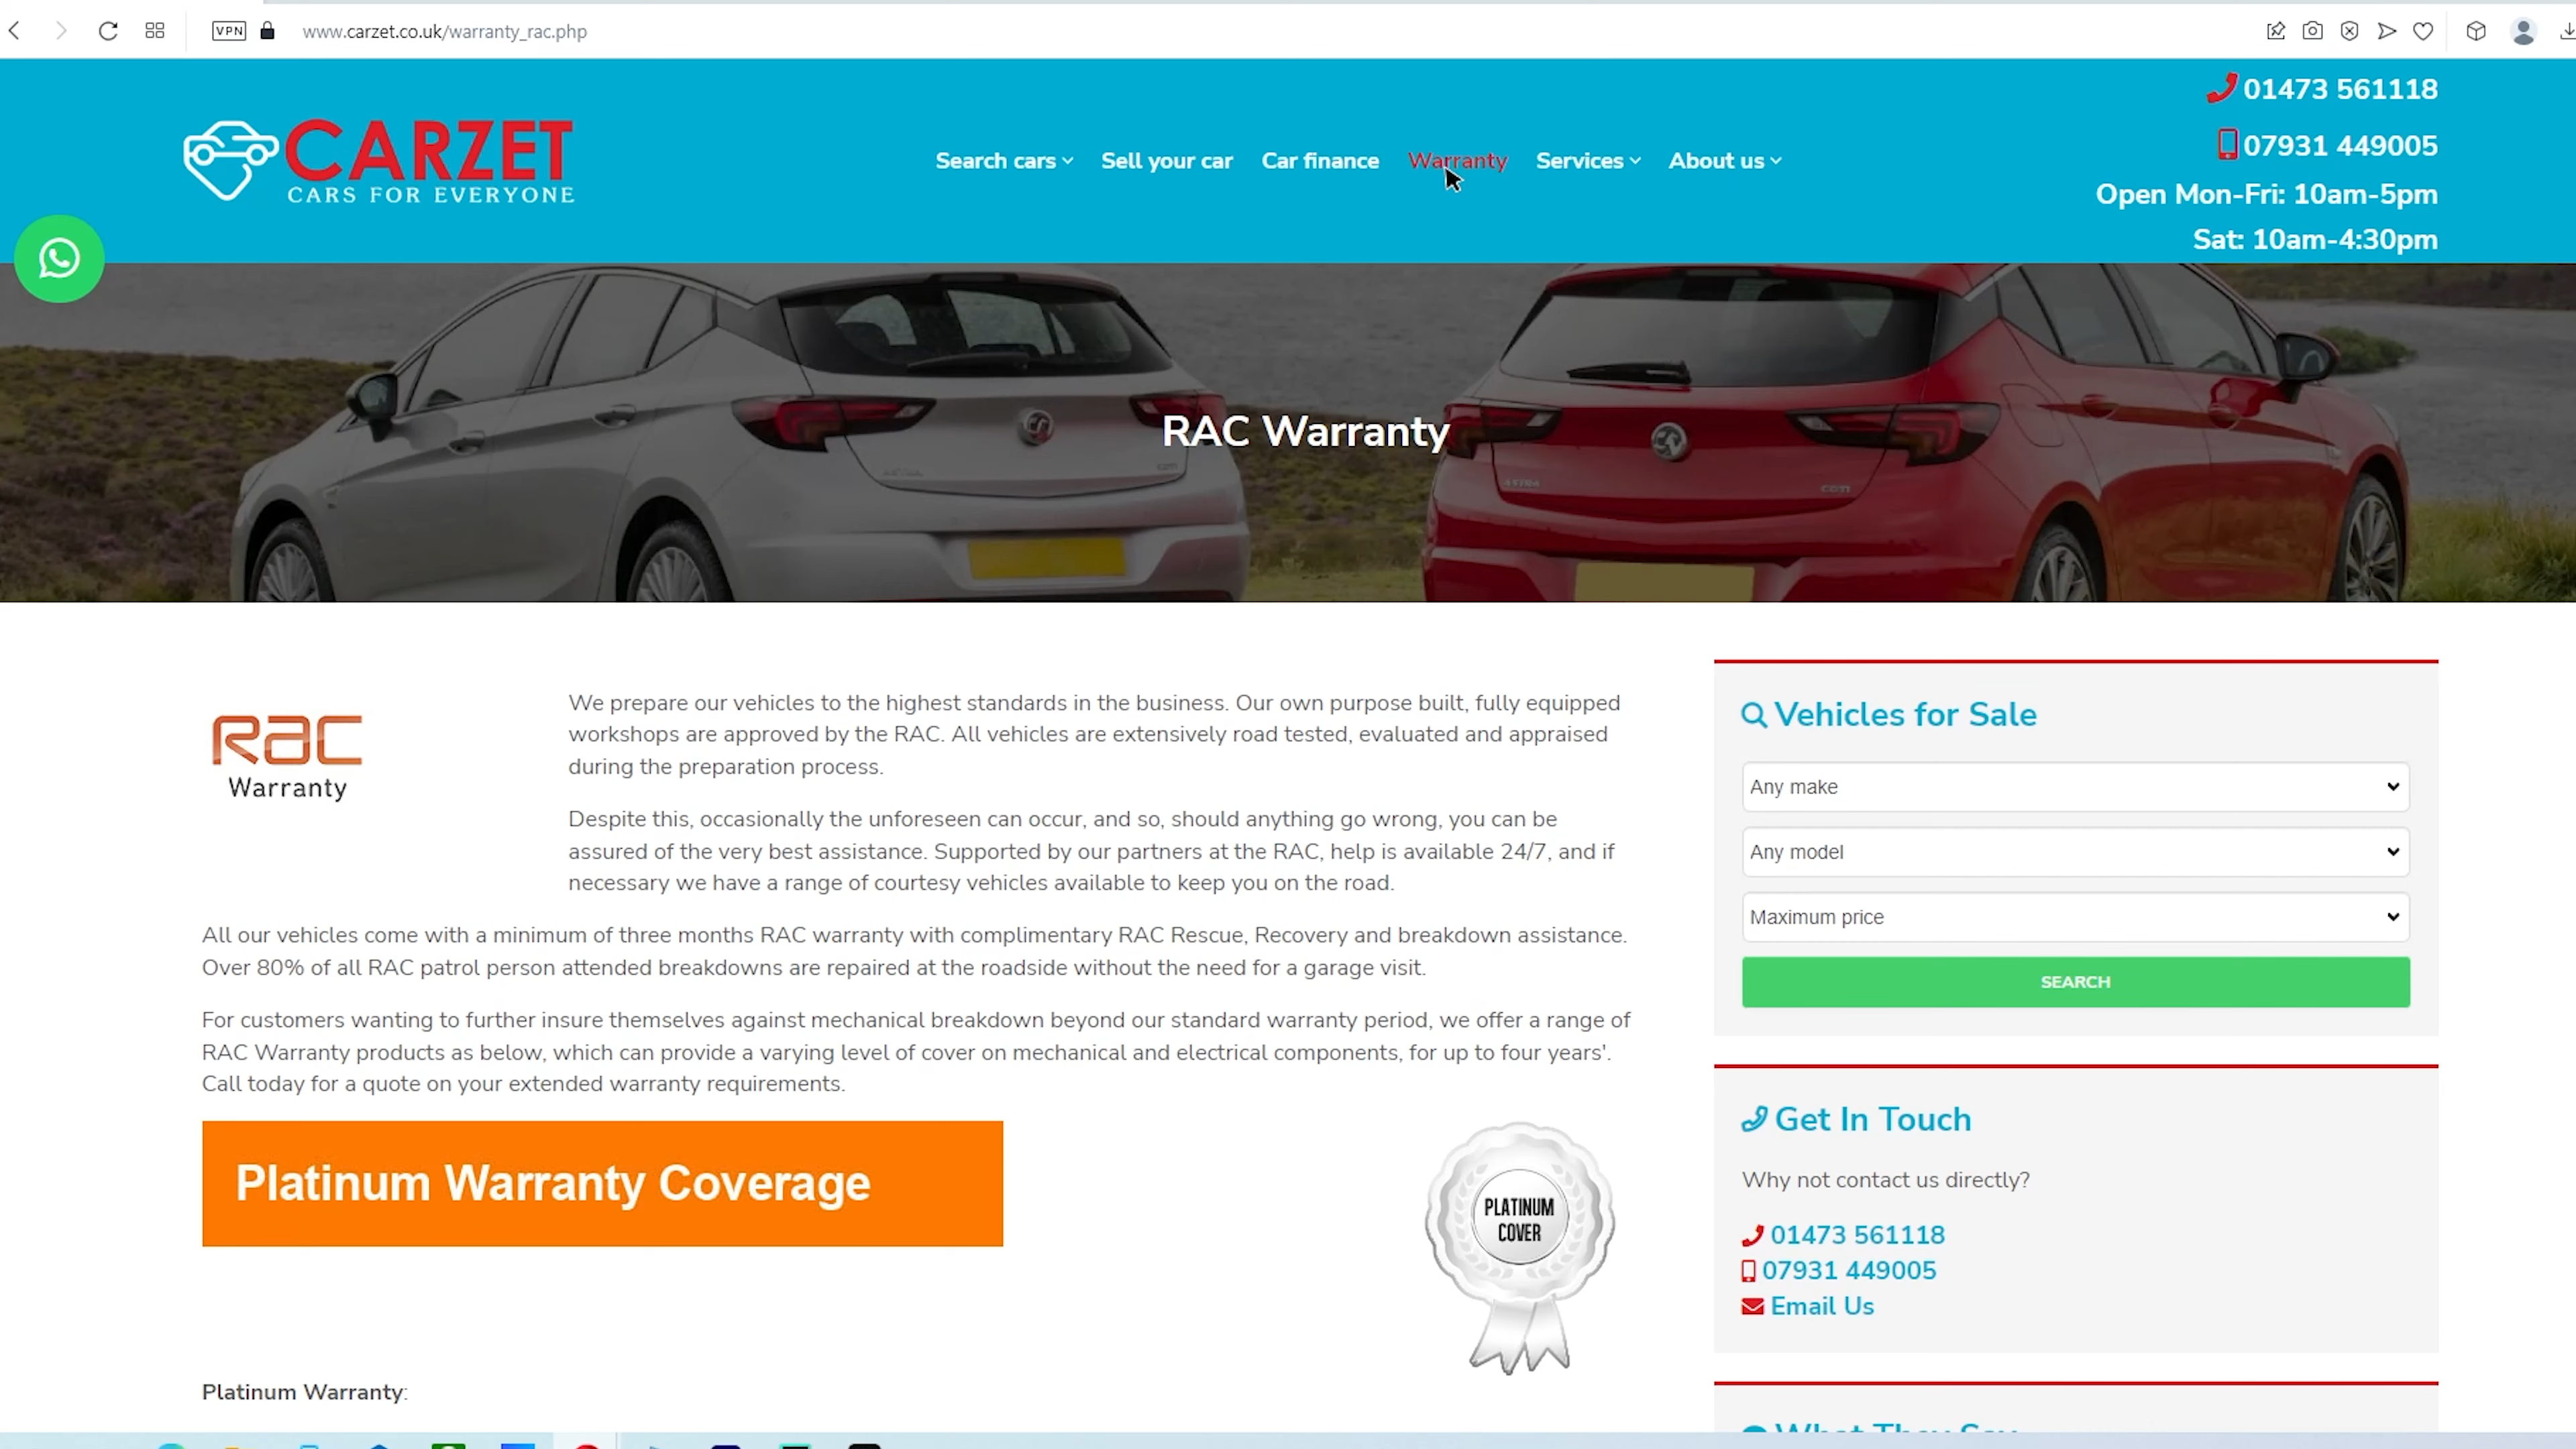 VPN
www.carzet.co.uk/warranty_rac.php
CARZET
CARS FOR EVERYONE
Search cars
Sell your car
Car finance
Warranty
Services
About us
01473 561118
07931 449005
Open Mon-Fri: 10am-5pm
Sat: 10am-4:30pm
RAC Warranty
ASTRA
CDTI
Rac
Warranty
We prepare our vehicles to the highest standards in the business. Our own purpose built, fully equipped
workshops are approved by the RAC. All vehicles are extensively road tested, evaluated and appraised
during the preparation process.
Despite this, occasionally the unforeseen can occur, and so, should anything go wrong, you can be
assured of the very best assistance. Supported by our partners at the RAC, help is available 24/7, and if
necessary we have a range of courtesy vehicles available to keep you on the road.
All our vehicles come with a minimum of three months RAC warranty with complimentary RAC Rescue, Recovery and breakdown assistance.
Over 80% of all RAC patrol person attended breakdowns are repaired at the roadside without the need for a garage visit.
For customers wanting to further insure themselves against mechanical breakdown beyond our standard warranty period, we offer a range of
RAC Warranty products as below, which can provide a varying level of cover on mechanical and electrical components, for up to four years'.
Call today for a quote on your extended warranty requirements.
Platinum Warranty Coverage
PLATINUM
COVER
Platinum Warranty:
Vehicles for Sale
Any make
Any model
Maximum price
SEARCH
Get In Touch
Why not contact us directly?
01473 561118
07931 449005
Email Us
What They Say